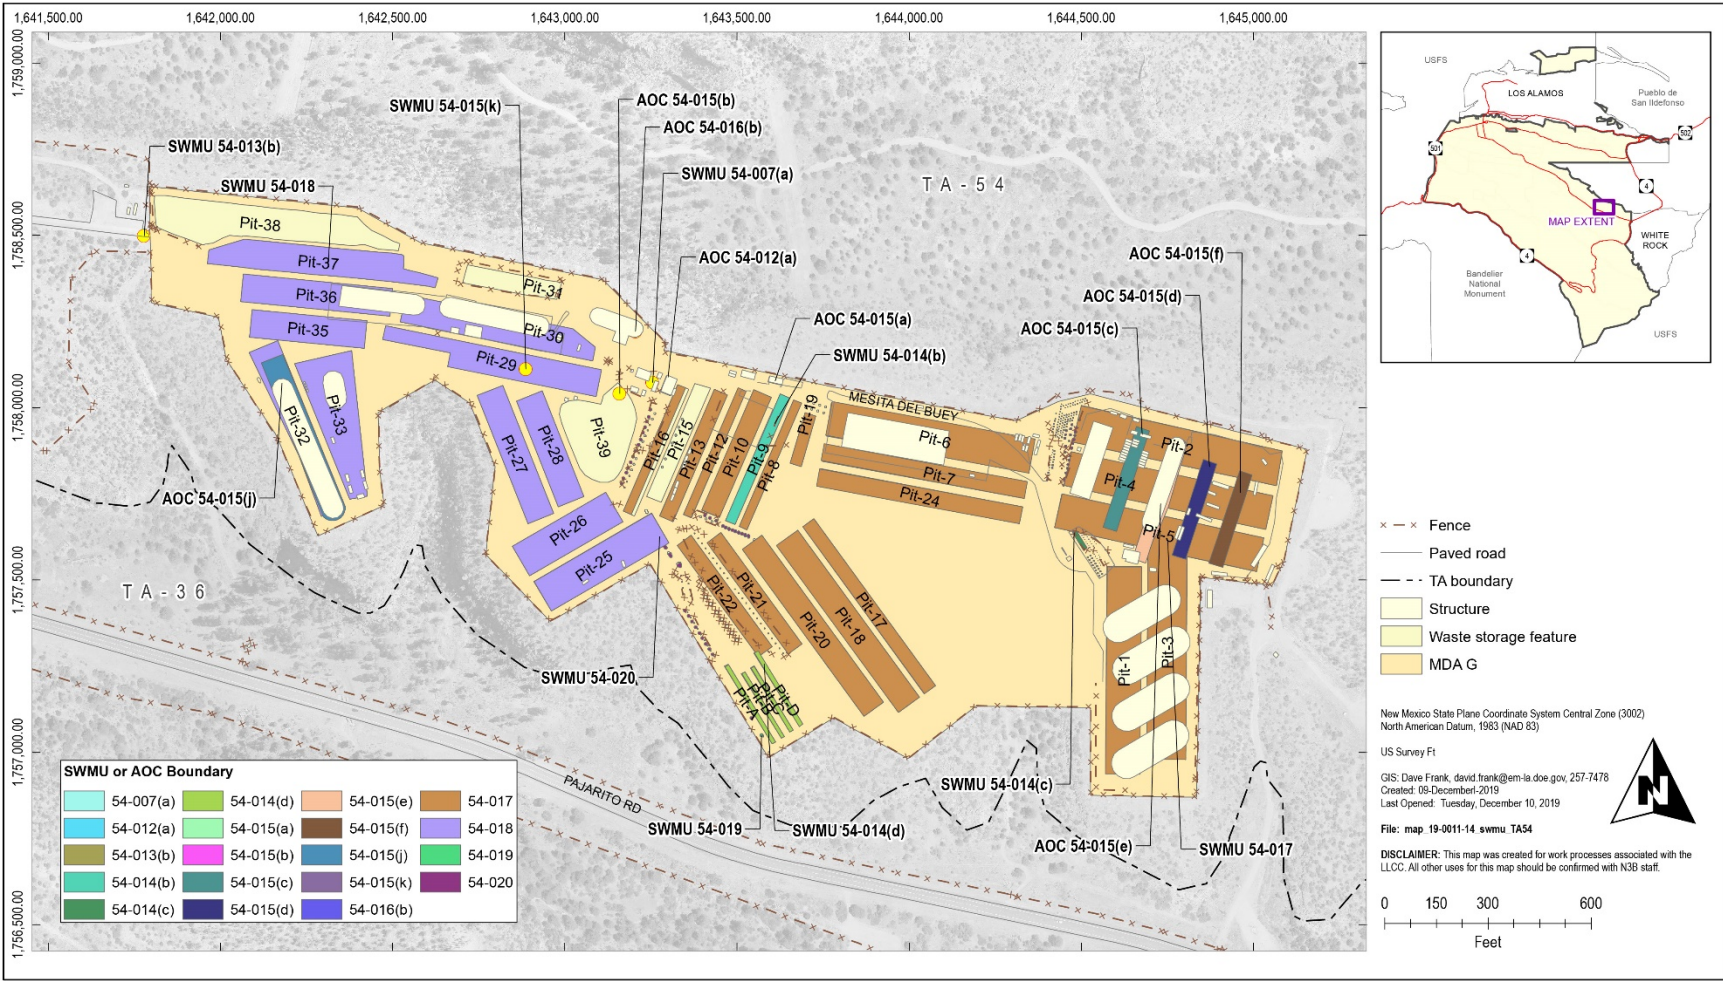 1,641,500.00
1,642,000.00
1,642,500.00
1,643,000.00
1,643,500.00
1,644,000.00
1,644,500.00
1,645,000.00
1,759,000.00
1,758,500.00
1,758,000.00
1,757,500.00
1,757,000.00
1,756,500.00
SWMU 54-015(k)
AOC 54-015(b)
AOC 54-016(b)
SWMU 54-013(b)
SWMU 54-007(a)
SWMU 54-018
TA-54
AOC 54-012(a)
AOC 54-015(f)
AOC 54-015(d)
AOC 54-015(a)
AOC 54-015(c)
SWMU 54-014(b)
Pit-38
Pit-37
Pit-36
Pit-31
Pit-35
Pit-30
Pit-29
Pit-32
Pit-33
Pit-27
Pit-28
Pit-39
Pit-16
Pit-15
Pit-13
Pit-12
Pit-10
Pit-9
Pit-8
Pit-19
MESITA DEL BUEY
Pit-6
Pit-7
Pit-24
Pit-2
Pit-4
Pit-5
AOC 54-015(j)
Pit-26
Pit-25
Pit-22
Pit-21
Pit-20
Pit-18
Pit-17
Pit-1
Pit-3
TA-36
SWMU 54-020
Pit-A
Pit-B
Pit-C
Pit-D
PAJARITO RD
SWMU 54-014(c)
SWMU 54-019
SWMU 54-014(d)
AOC 54-015(e)
SWMU 54-017
SWMU or AOC Boundary
54-007(a)
54-014(d)
54-015(e)
54-017
54-012(a)
54-015(a)
54-015(f)
54-018
54-013(b)
54-015(b)
54-015(j)
54-019
54-014(b)
54-015(c)
54-015(k)
54-020
54-014(c)
54-015(d)
54-016(b)
USFS
LOS ALAMOS
Pueblo de
San Ildefonso
502
501
4
MAP EXTENT
WHITE
ROCK
4
Bandelier
National
Monument
USFS
Fence
Paved road
TA boundary
Structure
Waste storage feature
MDA G
New Mexico State Plane Coordinate System Central Zone (3002)
North American Datum, 1983 (NAD 83)
US Survey Ft
GIS: Dave Frank, david.frank@em-la.doe.gov, 257-7478
Created: 09-Decemberl-2019
Last Opened: Tuesday, December 10, 2019
File: map_19-0011-14_swmu_TA54
DISCLAIMER: This map was created for work processes associated with the
LLCC. All other uses for this map should be confirmed with N3B staff.
N
0 150 300 600
Feet